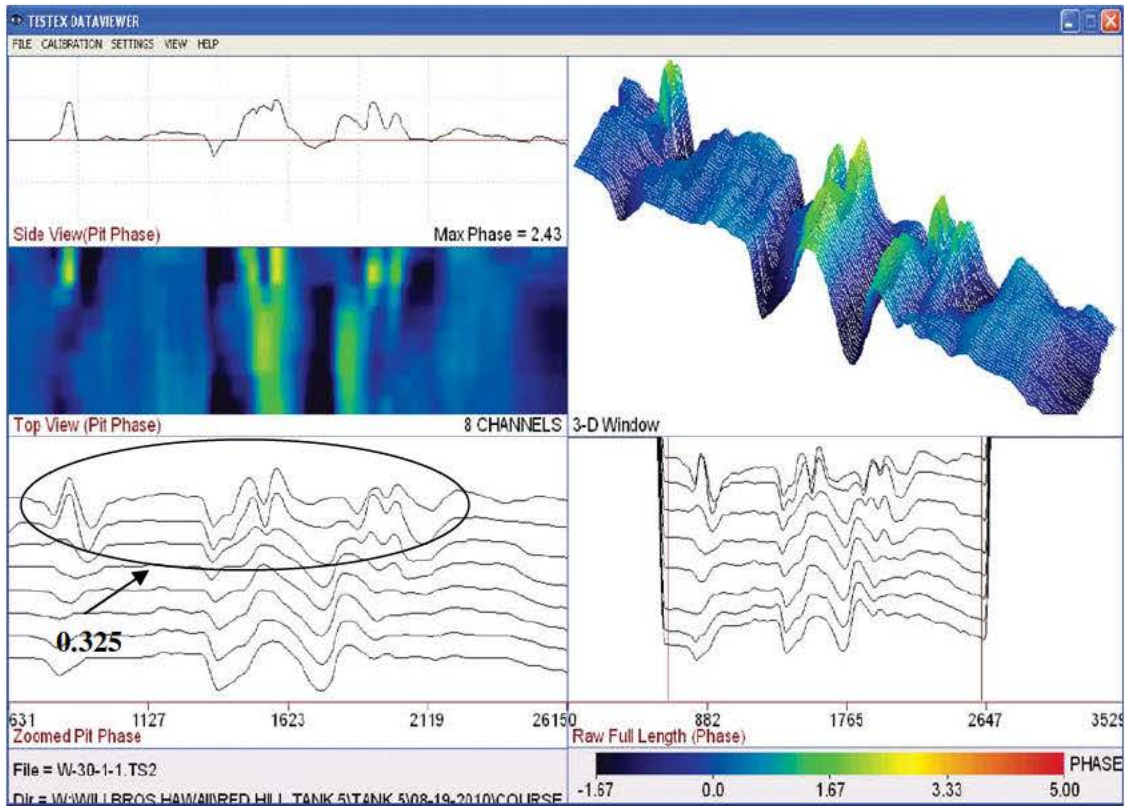 TESTEX DATAVIEWER
FILE CALIBRATION SETTINGS VIEW HELP
Side View(Pit Phase) Max Phase = 2.43
Top View (Pit Phase) 8 CHANNELS
3-D Window
0.325
631 1127 1623 2119 2615
Zoomed Pit Phase
0 882 1765 2647 3529
Raw Full Length (Phase)
File = W-30-1-1.TS2
Dir = W:\WILLBROS HAWAII\RED HILL TANK 5\TANK 5\08-19-2010\COURSE
PHASE
-1.67 0.0 1.67 3.33 5.00